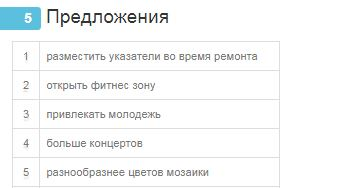 5 Предложения
1 разместить указатели во время ремонта
2 открыть фитнес зону
3 привлекать молодежь
4 больше концертов
5 разнообразнее цветов мозаики